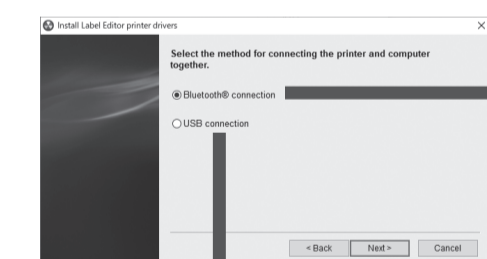 Install Label Editor printer drivers
Select the method for connecting the printer and computer
together.
Bluetooth® connection
USB connection
< Back
Next >
Cancel